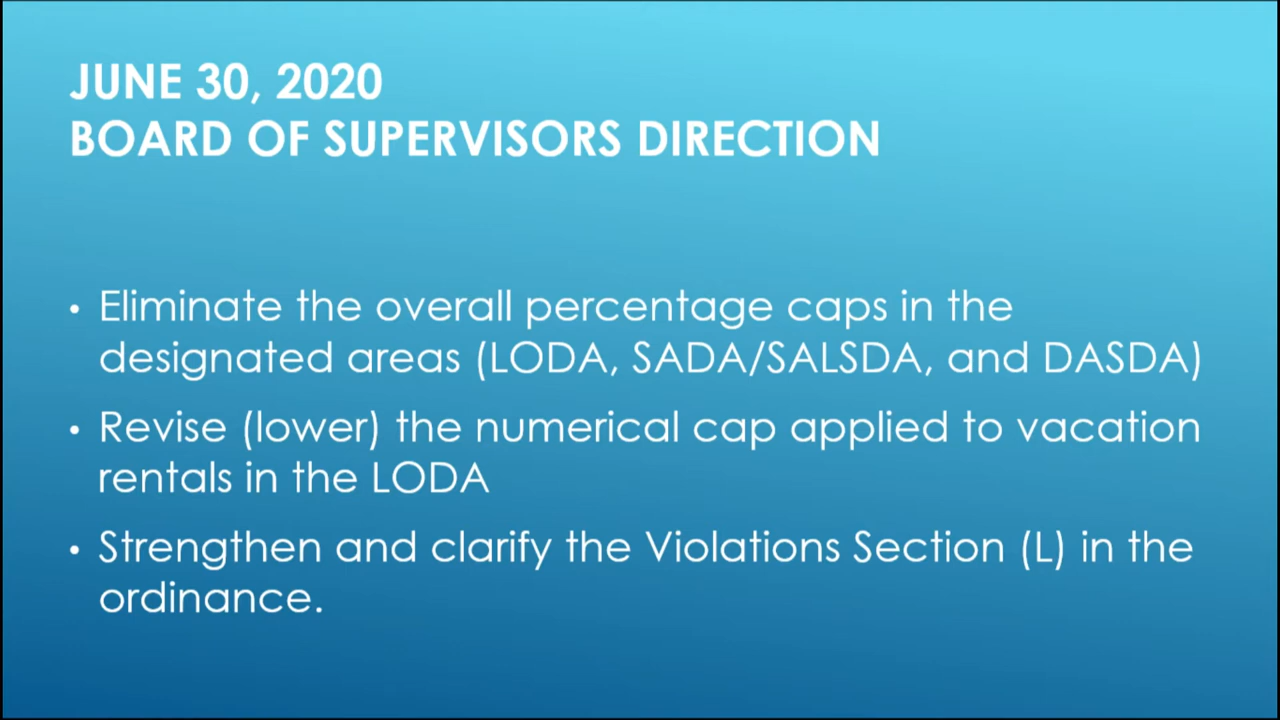 JUNE 30, 2020
BOARD OF SUPERVISORS DIRECTION
• Eliminate the overall percentage caps in the
designated areas (LODA, SADA/SALSDA, and DASDA)
• Revise (lower) the numerical cap applied to vacation
rentals in the LODA
• Strengthen and clarify the Violations Section (L) in the
ordinance.